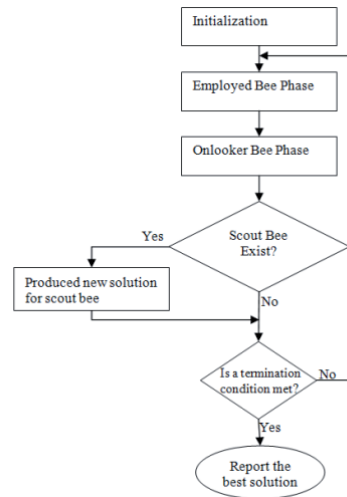 Initialization
Employed Bee Phase
Onlooker Bee Phase
Yes
Scout Bee
Exist?
Produced new solution
for scout bee
No
Is a termination
condition met?
No
Yes
Report the
best solution